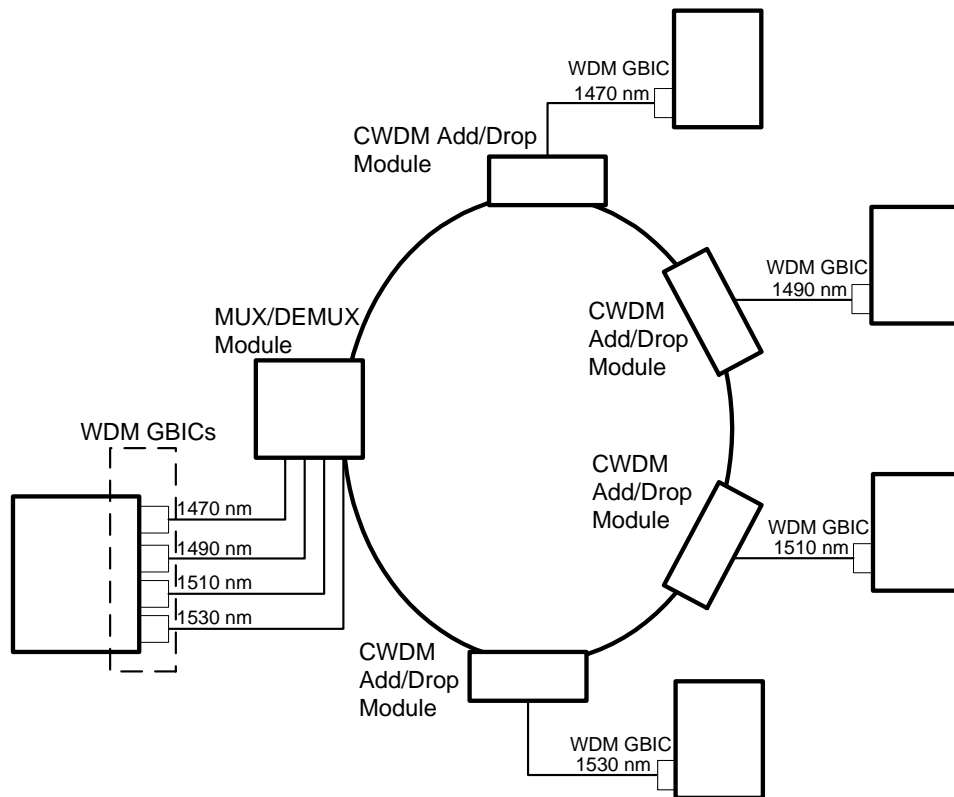 WDM GBIC
1470 nm
CWDM Add/Drop
Module
WDM GBIC
1490 nm
CWDM
Add/Drop
Module
MUX/DEMUX
Module
WDM GBICs
1470 nm
1490 nm
1510 nm
1530 nm
CWDM
Add/Drop
Module
WDM GBIC
1510 nm
CWDM
Add/Drop
Module
WDM GBIC
1530 nm